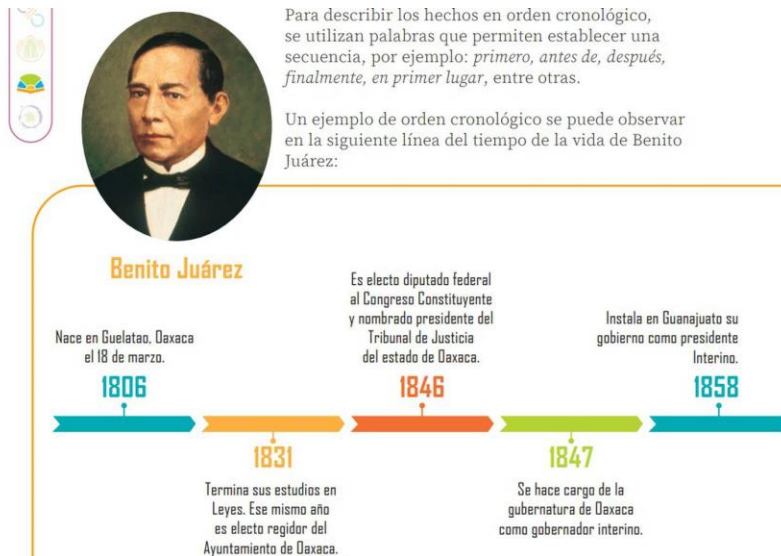 Para describir los hechos en orden cronológico,
se utilizan palabras que permiten establecer una
secuencia, por ejemplo: primero, antes de, después,
finalmente, en primer lugar, entre otras.
Un ejemplo de orden cronológico se puede observar
en la siguiente línea del tiempo de la vida de Benito
Juárez:
Benito Juárez
Nace en Guelatao, Oaxaca
el 18 de marzo.
1806
1831
Termina sus estudios en
Leyes. Ese mismo año
es electo regidor del
Ayuntamiento de Oaxaca.
Es electo diputado federal
al Congreso Constituyente
y nombrado presidente del
Tribunal de Justicia
del estado de Oaxaca.
1846
1847
Se hace cargo de la
gubernatura de Oaxaca
como gobernador interino.
Instala en Guanajuato su
gobierno como presidente
Interino.
1858